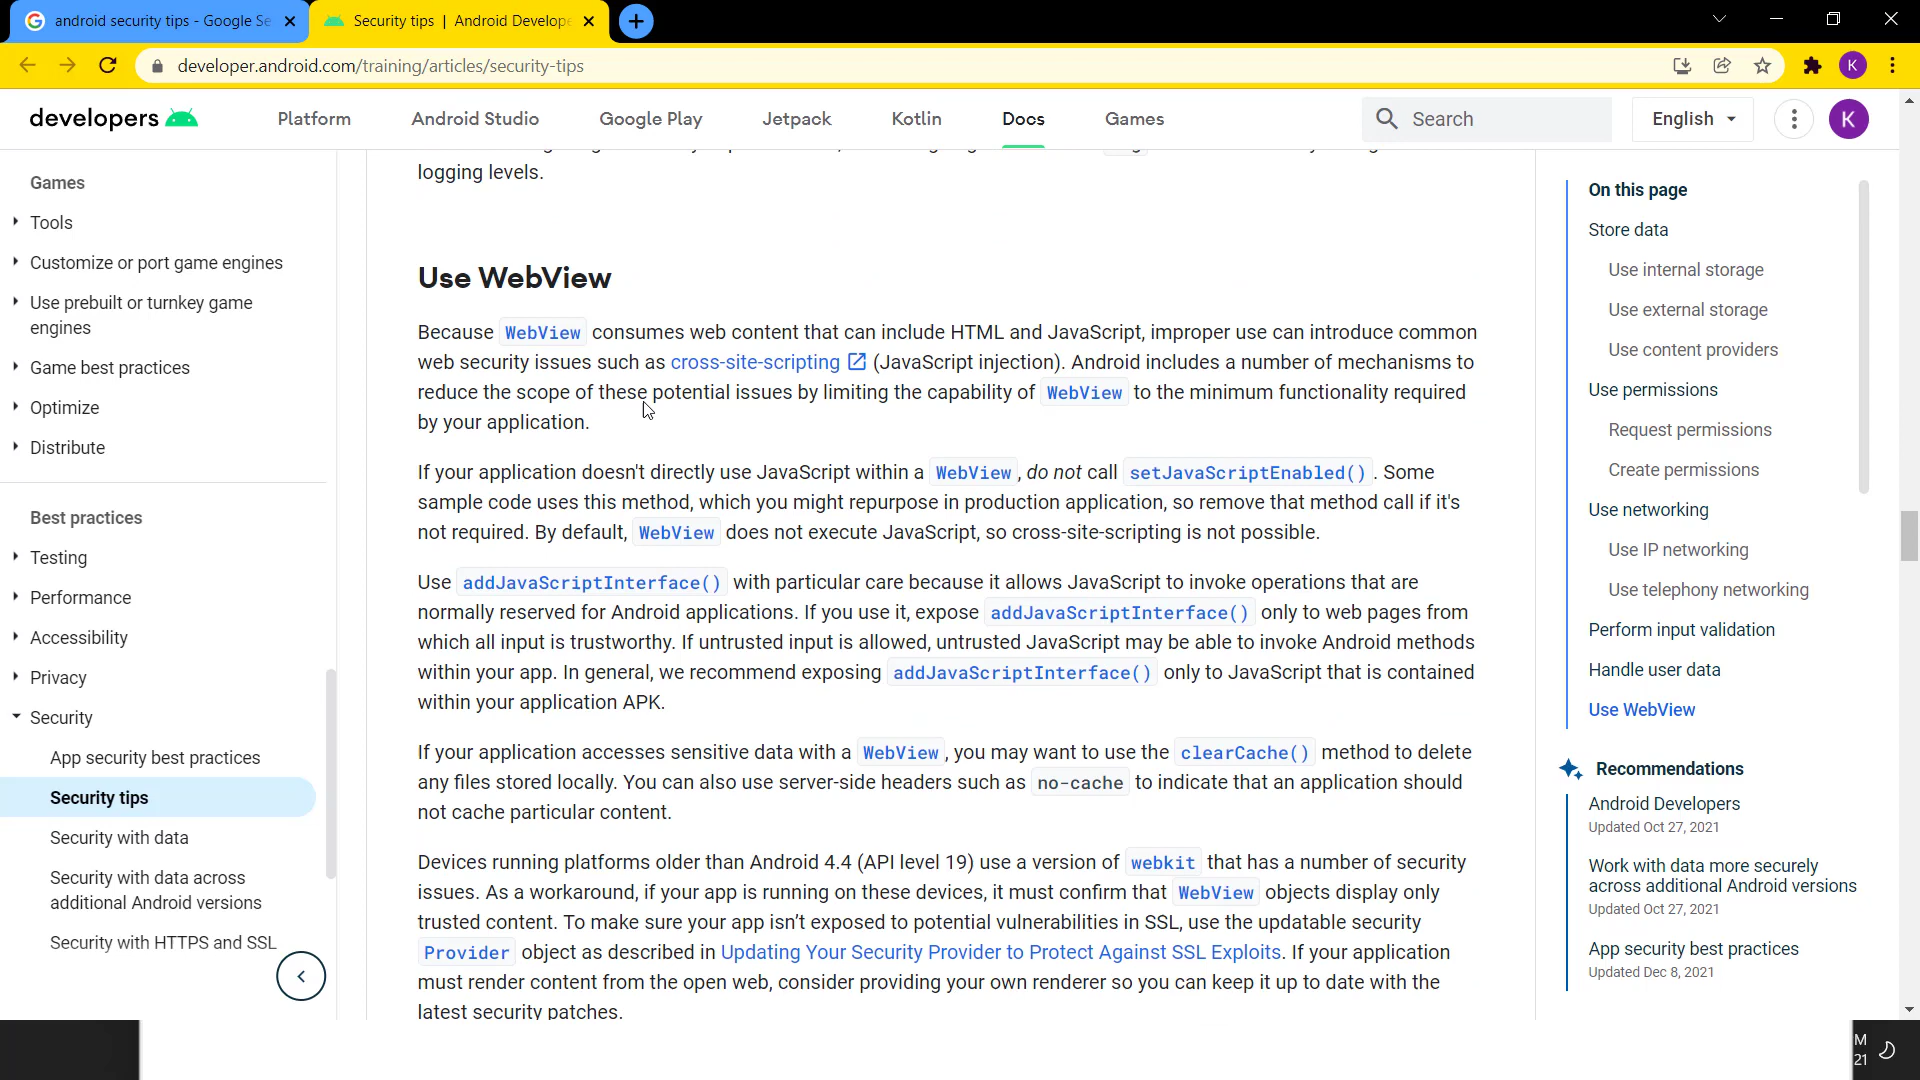 android security tips - Google Se
Security tips | Android Develope
developer.android.com/training/articles/security-tips
K
developers
Platform
Android Studio
Google Play
Jetpack
Kotlin
Docs
Games
Search
English
K
Games
Tools
Customize or port game engines
Use prebuilt or turnkey game
engines
Game best practices
Optimize
Distribute
Best practices
Testing
Performance
Accessibility
Privacy
Security
App security best practices
Security tips
Security with data
Security with data across
additional Android versions
Security with HTTPS and SSL
logging levels.
Use WebView
Because WebView consumes web content that can include HTML and JavaScript, improper use can introduce common
web security issues such as cross-site-scripting (JavaScript injection). Android includes a number of mechanisms to
reduce the scope of these potential issues by limiting the capability of WebView to the minimum functionality required
by your application.
If your application doesn't directly use JavaScript within a WebView, do not call setJavaScriptEnabled(). Some
sample code uses this method, which you might repurpose in production application, so remove that method call if it's
not required. By default, WebView does not execute JavaScript, so cross-site-scripting is not possible.
Use addJavaScriptInterface() with particular care because it allows JavaScript to invoke operations that are
normally reserved for Android applications. If you use it, expose addJavaScriptInterface() only to web pages from
which all input is trustworthy. If untrusted input is allowed, untrusted JavaScript may be able to invoke Android methods
within your app. In general, we recommend exposing addJavaScriptInterface() only to JavaScript that is contained
within your application APK.
If your application accesses sensitive data with a WebView, you may want to use the clearCache() method to delete
any files stored locally. You can also use server-side headers such as no-cache to indicate that an application should
not cache particular content.
Devices running platforms older than Android 4.4 (API level 19) use a version of webkit that has a number of security
issues. As a workaround, if your app is running on these devices, it must confirm that WebView objects display only
trusted content. To make sure your app isn’t exposed to potential vulnerabilities in SSL, use the updatable security
Provider object as described in Updating Your Security Provider to Protect Against SSL Exploits. If your application
must render content from the open web, consider providing your own renderer so you can keep it up to date with the
latest security patches.
On this page
Store data
Use internal storage
Use external storage
Use content providers
Use permissions
Request permissions
Create permissions
Use networking
Use IP networking
Use telephony networking
Perform input validation
Handle user data
Use WebView
Recommendations
Android Developers
Updated Oct 27, 2021
Work with data more securely
across additional Android versions
Updated Oct 27, 2021
App security best practices
Updated Dec 8, 2021
M
21